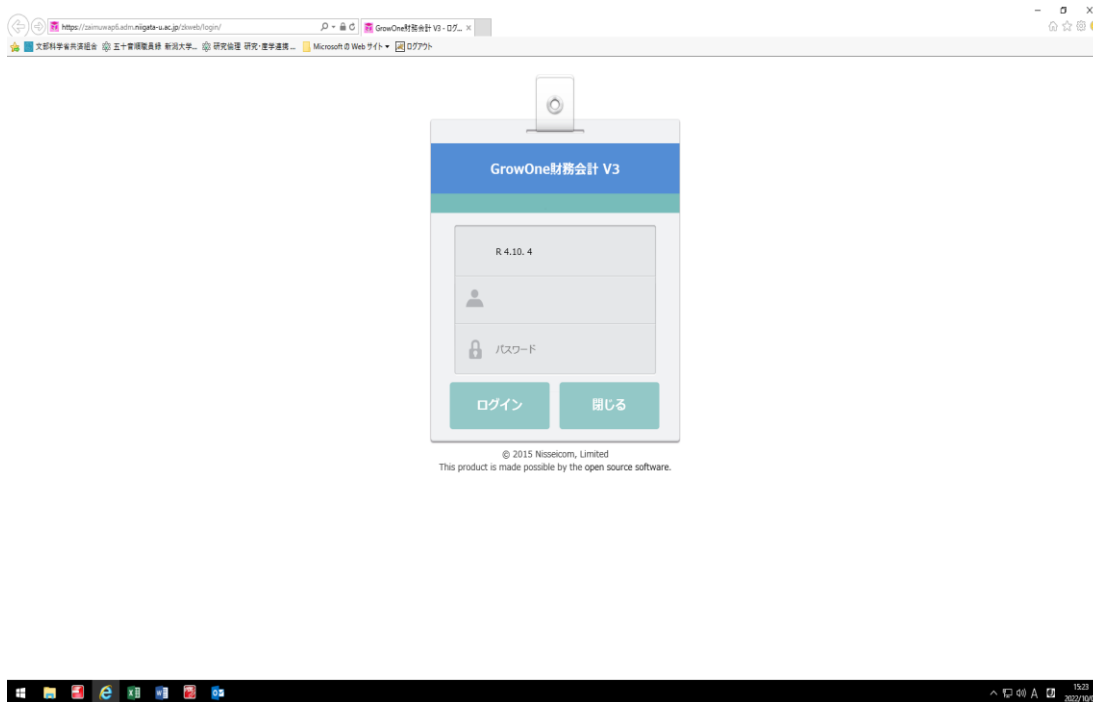 https://zaimuwap6.adm.niigata-u.ac.jp/zkweb/login/
GrowOne財務会計 V3 - ログ...
文部科学省共済組合
五十音順職員録 新潟大学...
研究倫理 研究・産学連携...
Microsoft の Web サイト
ログアウト
GrowOne財務会計 V3
R 4.10. 4
パスワード
ログイン
閉じる
© 2015 Nisseicom, Limited
This product is made possible by the open source software.
A
15:23